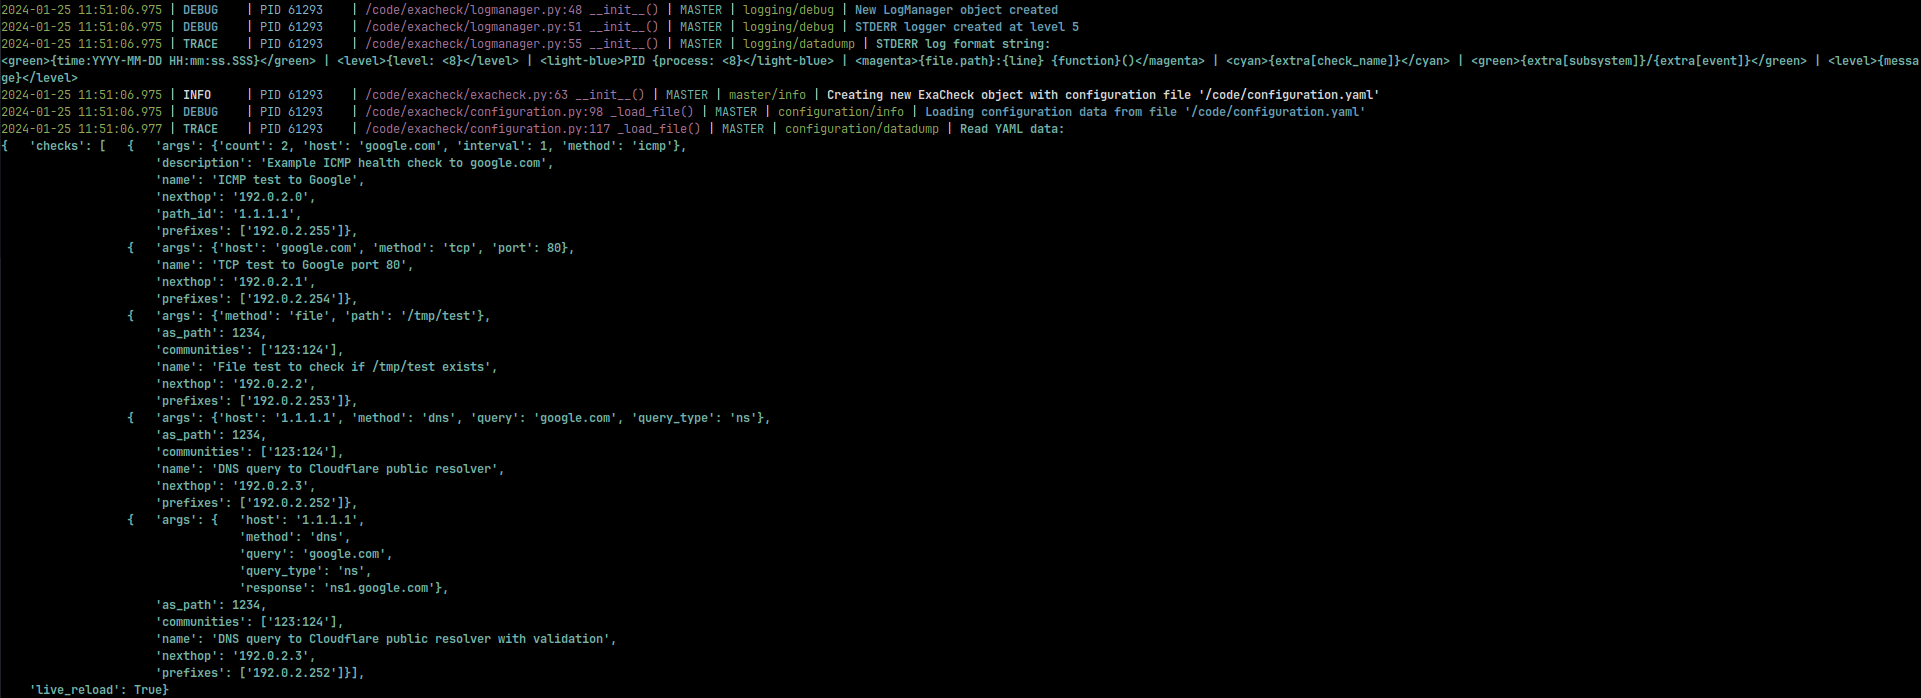 2024-01-25 11:51:06.975 | DEBUG    | PID 61293    | /code/exacheck/logmanager.py:48 __init__() | MASTER | logging/debug | New LogManager object created
2024-01-25 11:51:06.975 | DEBUG    | PID 61293    | /code/exacheck/logmanager.py:51 __init__() | MASTER | logging/debug | STDERR logger created at level 5
2024-01-25 11:51:06.975 | TRACE    | PID 61293    | /code/exacheck/logmanager.py:55 __init__() | MASTER | logging/datadump | STDERR log format string:
<green>{time:YYYY-MM-DD HH:mm:ss.SSS}</green> | <level>{level: <8}</level> | <light-blue>PID {process: <8}</light-blue> | <magenta>{file.path}:{line} {function}()</magenta> | <cyan>{extra[check_name]}</cyan> | <green>{extra[subsystem]}/{extra[event]}</green> | <level>{messa
ge}</level>
2024-01-25 11:51:06.975 | INFO     | PID 61293    | /code/exacheck/exacheck.py:63 __init__() | MASTER | master/info | Creating new ExaCheck object with configuration file '/code/configuration.yaml'
2024-01-25 11:51:06.975 | DEBUG    | PID 61293    | /code/exacheck/configuration.py:98 _load_file() | MASTER | configuration/info | Loading configuration data from file '/code/configuration.yaml'
2024-01-25 11:51:06.977 | TRACE    | PID 61293    | /code/exacheck/configuration.py:117 _load_file() | MASTER | configuration/datadump | Read YAML data:
{   'checks': [   {   'args': {'count': 2, 'host': 'google.com', 'interval': 1, 'method': 'icmp'},
                      'description': 'Example ICMP health check to google.com',
                      'name': 'ICMP test to Google',
                      'nexthop': '192.0.2.0',
                      'path_id': '1.1.1.1',
                      'prefixes': ['192.0.2.255']},
                  {   'args': {'host': 'google.com', 'method': 'tcp', 'port': 80},
                      'name': 'TCP test to Google port 80',
                      'nexthop': '192.0.2.1',
                      'prefixes': ['192.0.2.254']},
                  {   'args': {'method': 'file', 'path': '/tmp/test'},
                      'as_path': 1234,
                      'communities': ['123:124'],
                      'name': 'File test to check if /tmp/test exists',
                      'nexthop': '192.0.2.2',
                      'prefixes': ['192.0.2.253']},
                  {   'args': {'host': '1.1.1.1', 'method': 'dns', 'query': 'google.com', 'query_type': 'ns'},
                      'as_path': 1234,
                      'communities': ['123:124'],
                      'name': 'DNS query to Cloudflare public resolver',
                      'nexthop': '192.0.2.3',
                      'prefixes': ['192.0.2.252']},
                  {   'args': {   'host': '1.1.1.1',
                                  'method': 'dns',
                                  'query': 'google.com',
                                  'query_type': 'ns',
                                  'response': 'ns1.google.com'},
                      'as_path': 1234,
                      'communities': ['123:124'],
                      'name': 'DNS query to Cloudflare public resolver with validation',
                      'nexthop': '192.0.2.3',
                      'prefixes': ['192.0.2.252']}],
    'live_reload': True}